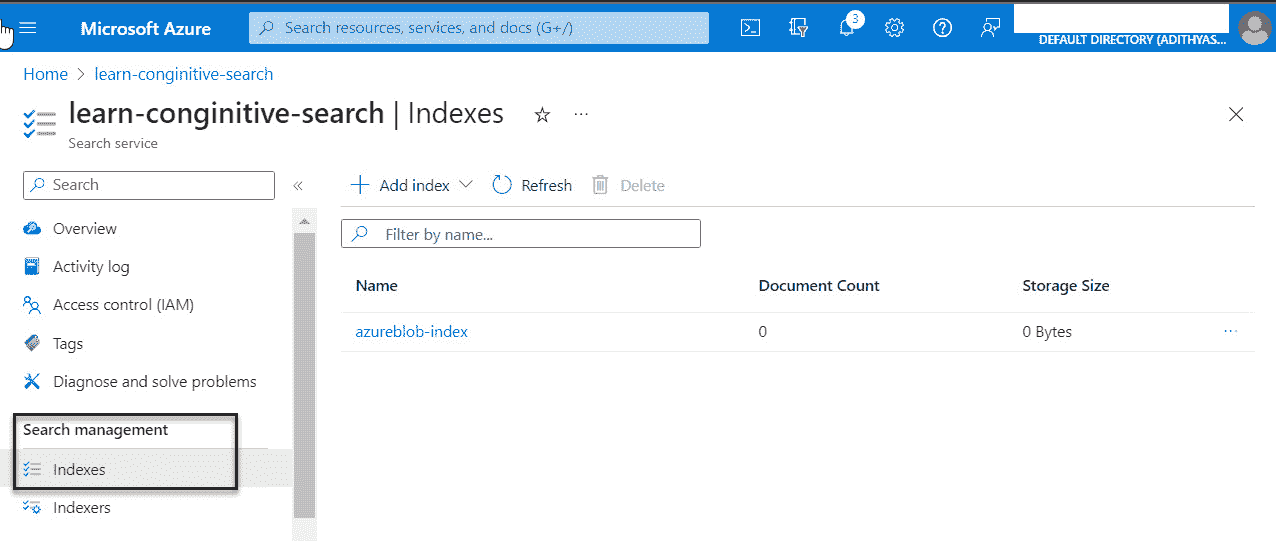 Microsoft Azure
Search resources, services, and docs (G+/)
3
DEFAULT DIRECTORY (ADITHYAS...
Home > learn-conginitive-search
learn-conginitive-search | Indexes
...
Search service
Search
«
Add index
Refresh
Delete
Overview
Activity log
Access control (IAM)
Tags
Diagnose and solve problems
Search management
Indexes
Indexers
Filter by name...
Name Document Count Storage Size
azureblob-index 0 0 Bytes ...